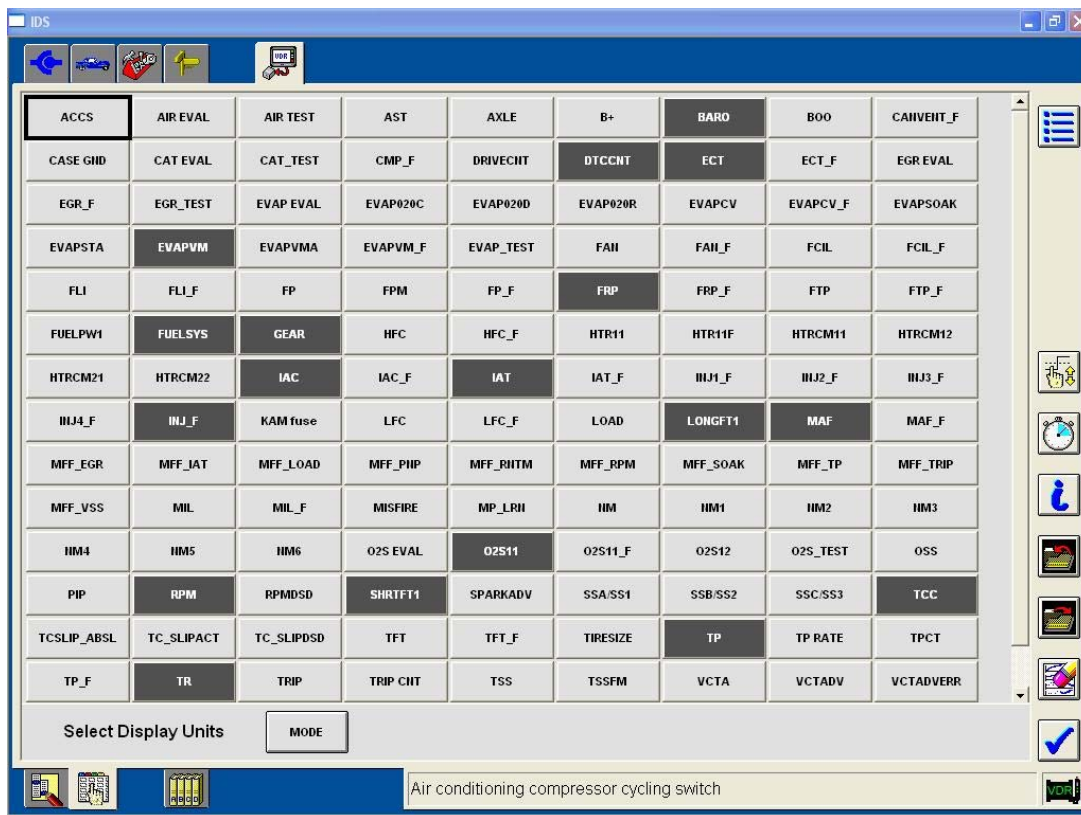 IDS
VDR
ACCS AIR EVAL AIR TEST AST AXLE B+ BARO BOO CANVENT_F
CASE GND CAT EVAL CAT_TEST CMP_F DRIVECNT DTCCNT ECT ECT_F EGR EVAL
EGR_F EGR_TEST EVAP EVAL EVAP020C EVAP020D EVAP020R EVAPCV EVAPCV_F EVAPSOAK
EVAPSTA EVAPVM EVAPVMA EVAPVM_F EVAP_TEST FAN FAN_F FCIL FCIL_F
FLI FLI_F FP FPM FP_F FRP FRP_F FTP FTP_F
FUELPW1 FUELSYS GEAR HFC HFC_F HTR11 HTR11F HTRCM11 HTRCM12
HTRCM21 HTRCM22 IAC IAC_F IAT IAT_F INJ1_F INJ2_F INJ3_F
INJ4_F INJ_F KAM fuse LFC LFC_F LOAD LONGFT1 MAF MAF_F
MFF_EGR MFF_IAT MFF_LOAD MFF_PNP MFF_RNTM MFF_RPM MFF_SOAK MFF_TP MFF_TRIP
MFF_VSS MIL MIL_F MISFIRE MP_LRN NM NM1 NM2 NM3
NM4 NM5 NM6 O2S EVAL O2S11 O2S11_F O2S12 O2S_TEST OSS
PIP RPM RPMDSD SHRTFT1 SPARKADV SSA/SS1 SSB/SS2 SSC/SS3 TCC
TCSLIP_ABSL TC_SLIPACT TC_SLIPDSD TFT TFT_F TIRESIZE TP TP RATE TPCT
TP_F TR TRIP TRIP CNT TSS TSSFM VCTA VCTADV VCTADVERR
Select Display Units MODE
ABCD
Air conditioning compressor cycling switch
VDR